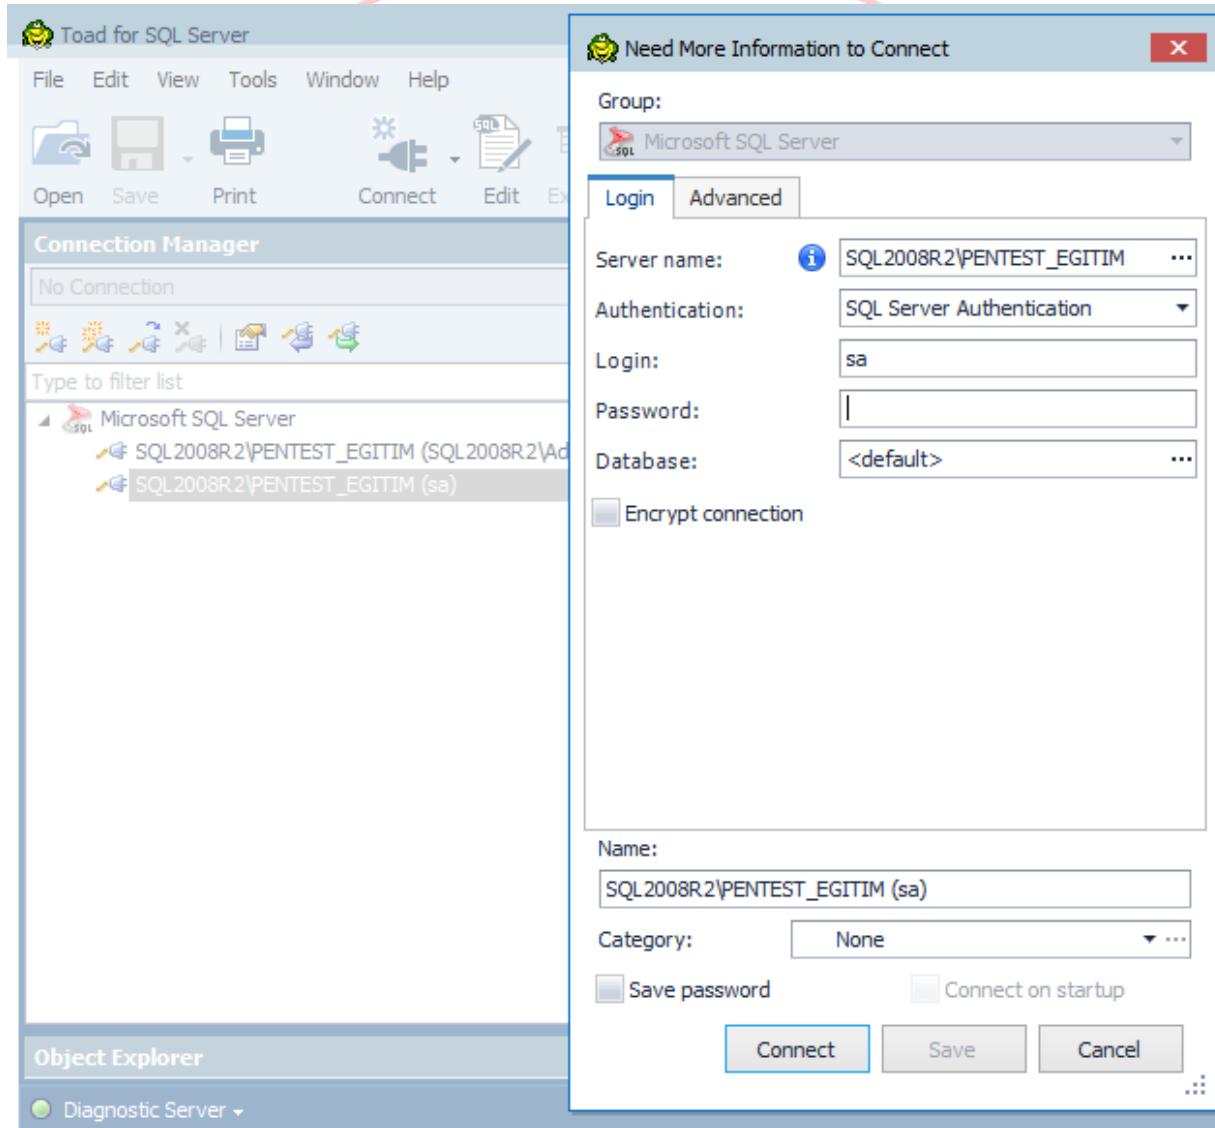 Toad for SQL Server
File Edit View Tools Window Help
Open Save Print Connect Edit
Connection Manager
No Connection
Type to filter list
Microsoft SQL Server
SQL2008R2\PENTEST_EGITIM (SQL2008R2\Ad
SQL2008R2\PENTEST_EGITIM (sa)
Object Explorer
Diagnostic Server
Need More Information to Connect
Group:
Microsoft SQL Server
Login Advanced
Server name: SQL2008R2\PENTEST_EGITIM ...
Authentication: SQL Server Authentication
Login: sa
Password:
Database: <default> ...
Encrypt connection
Name:
SQL2008R2\PENTEST_EGITIM (sa)
Category: None ...
Save password Connect on startup
Connect Save Cancel